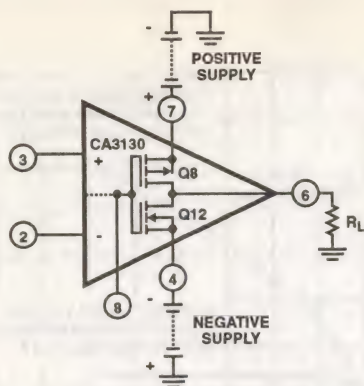 -
POSITIVE
SUPPLY
+
7
CA3130
3
+
Q8
6
Q12
RL
2
-
8
4
-
NEGATIVE
SUPPLY
+